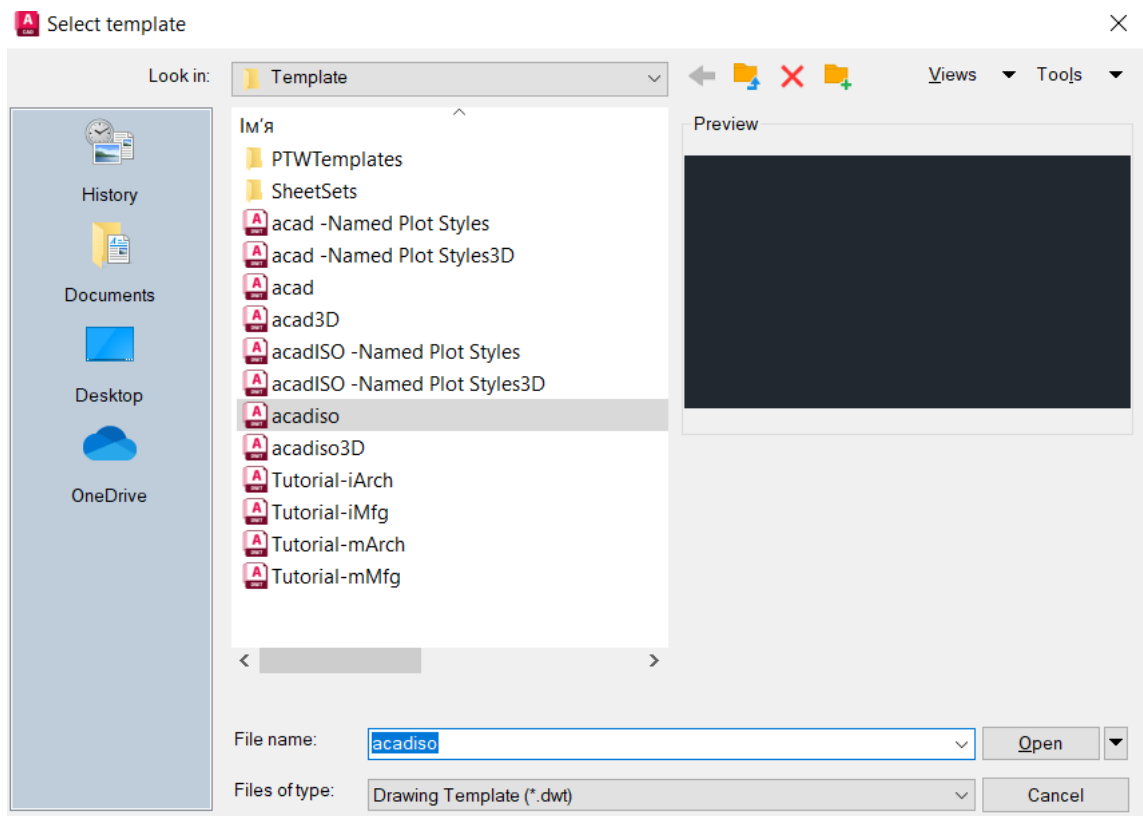 Select template
Look in:
Template
Views
Tools
History
Documents
Desktop
OneDrive
Ім'я
PTWTemplates
SheetSets
acad -Named Plot Styles
acad -Named Plot Styles3D
acad
acad3D
acadISO -Named Plot Styles
acadISO -Named Plot Styles3D
acadiso
acadiso3D
Tutorial-iArch
Tutorial-iMfg
Tutorial-mArch
Tutorial-mMfg
Preview
File name:
acadiso
Open
Files of type:
Drawing Template (*.dwt)
Cancel